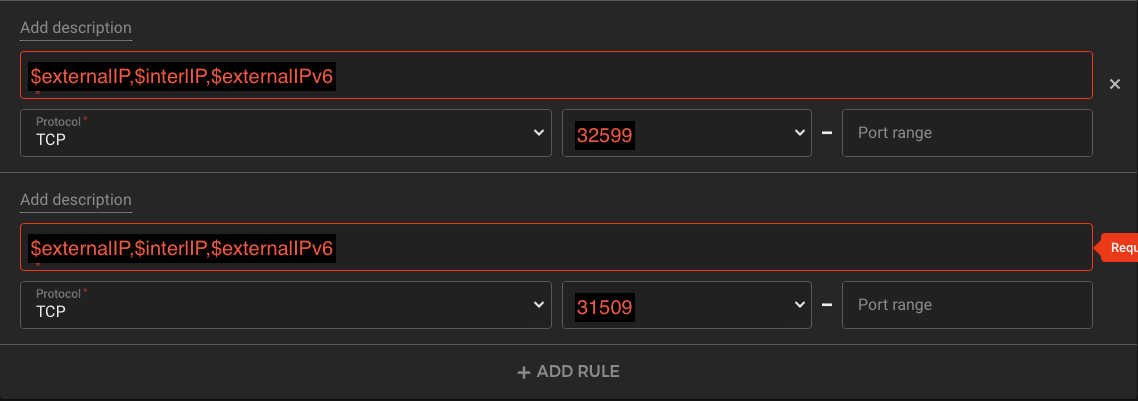 Add description
$externalIP,$interlIP,$externalIPv6
×
Protocol *
TCP
32599
–
Port range
Add description
$externalIP,$interlIP,$externalIPv6
Requ
Protocol *
TCP
31509
–
Port range
+ ADD RULE